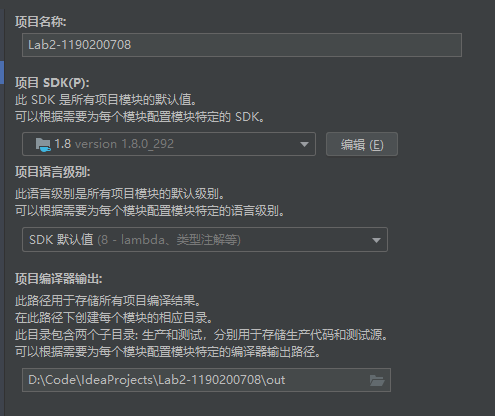 项目名称:
Lab2-1190200708
项目 SDK(P):
此 SDK 是所有项目模块的默认值。
可以根据需要为每个模块配置模块特定的 SDK。
1.8 version 1.8.0_292
编辑 (E)
项目语言级别:
此语言级别是所有项目模块的默认级别。
可以根据需要为每个模块配置模块特定的语言级别。
SDK 默认值 (8 - lambda、类型注解等)
项目编译器输出:
此路径用于存储所有项目编译结果。
在此路径下创建每个模块的相应目录。
此目录包含两个子目录: 生产和测试，分别用于存储生产代码和测试源。
可以根据需要为每个模块配置模块特定的编译器输出路径。
D:\Code\IdeaProjects\Lab2-1190200708\out